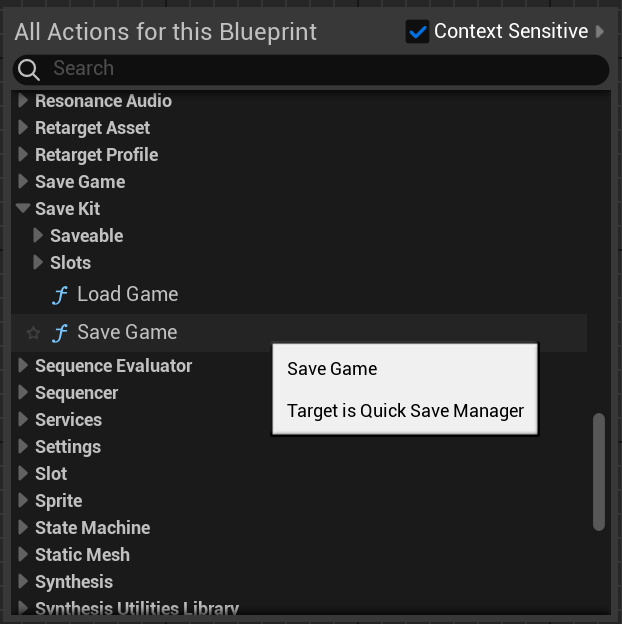 All Actions for this Blueprint
Context Sensitive
Search
Resonance Audio
Retarget Asset
Retarget Profile
Save Game
Save Kit
Saveable
Slots
Load Game
Save Game
Save Game
Target is Quick Save Manager
Sequence Evaluator
Sequencer
Services
Settings
Slot
Sprite
State Machine
Static Mesh
Synthesis
Synthesis Utilities Library